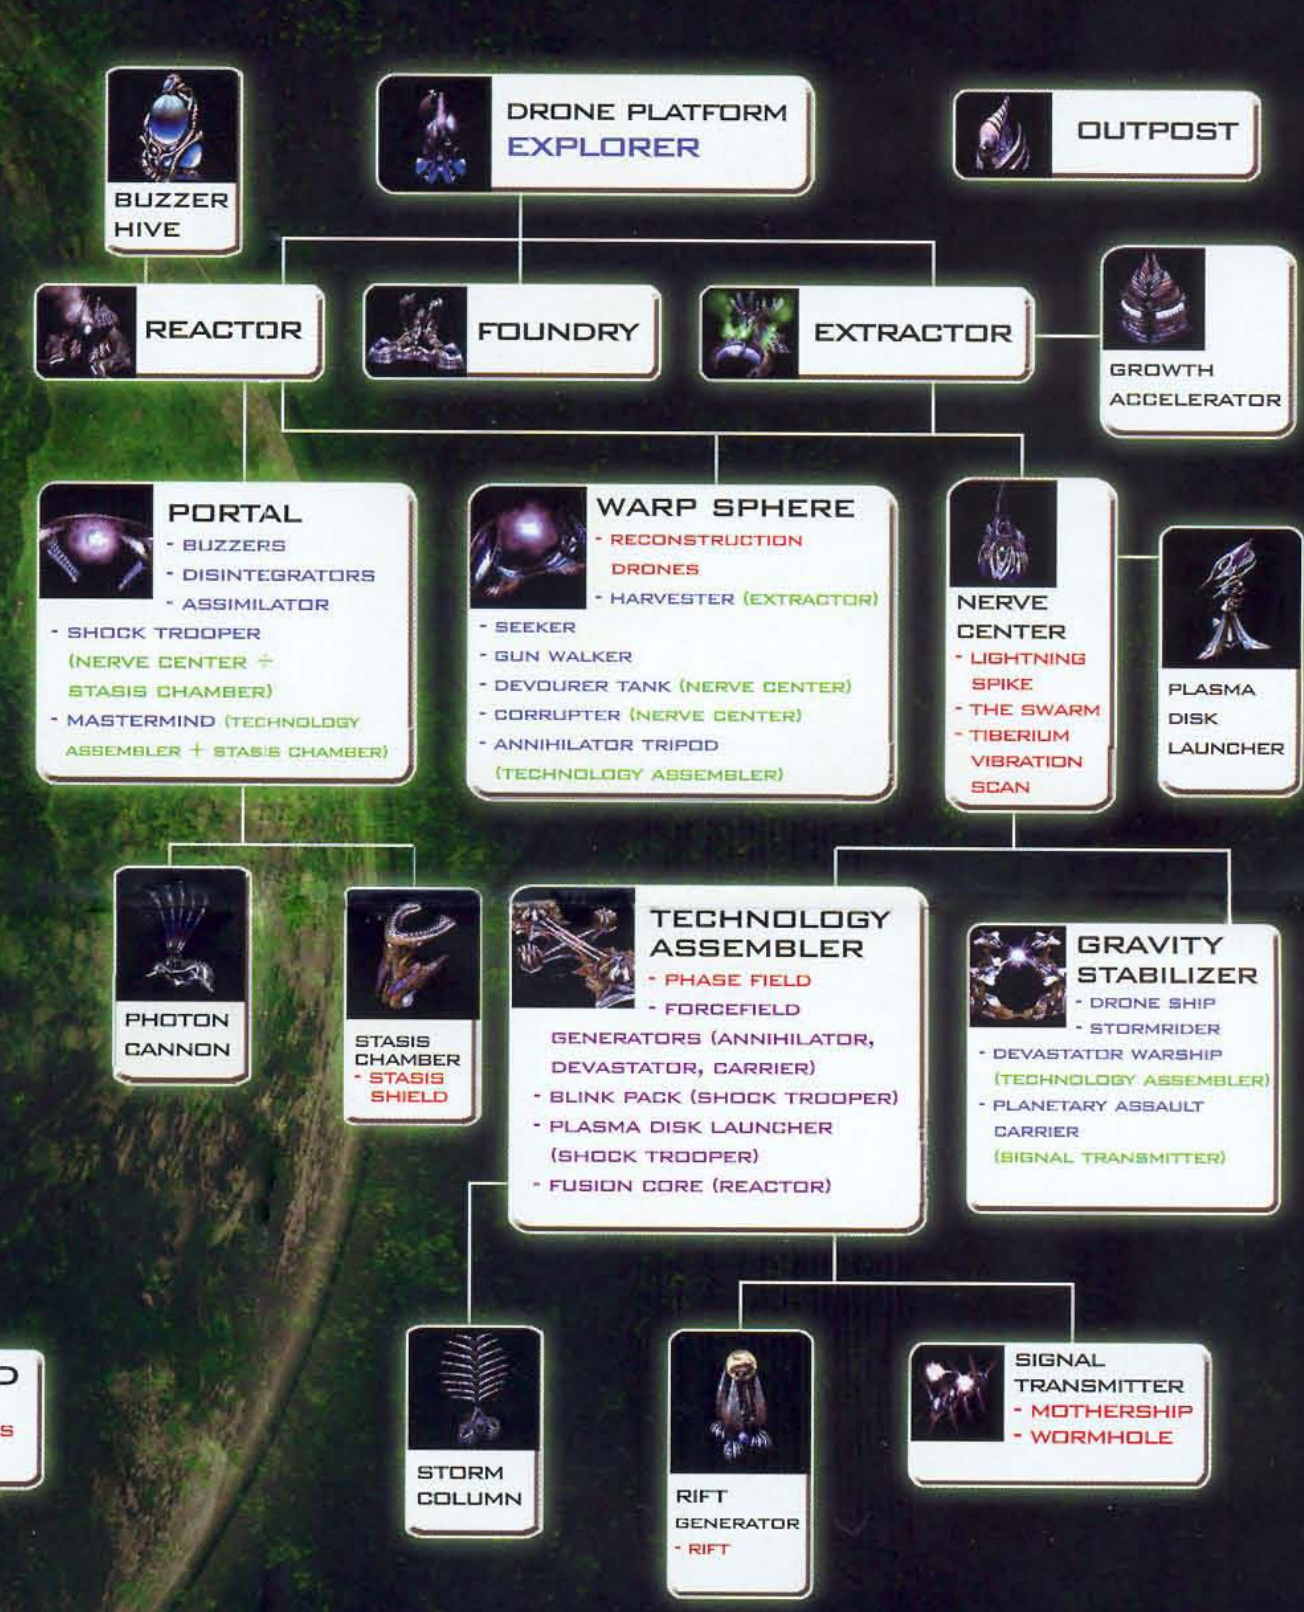 BUZZER
HIVE
DRONE PLATFORM
EXPLORER
OUTPOST
REACTOR
FOUNDRY
EXTRACTOR
GROWTH
ACCELERATOR
PORTAL
- BUZZERS
- DISINTEGRATORS
- ASSIMILATOR
- SHOCK TROOPER
(NERVE CENTER +
STASIS CHAMBER)
- MASTERMIND (TECHNOLOGY
ASSEMBLER + STASIS CHAMBER)
WARP SPHERE
- RECONSTRUCTION
DRONES
- HARVESTER (EXTRACTOR)
- SEEKER
- GUN WALKER
- DEVOURER TANK (NERVE CENTER)
- CORRUPTER (NERVE CENTER)
- ANNIHILATOR TRIPOD
(TECHNOLOGY ASSEMBLER)
NERVE
CENTER
- LIGHTNING
SPIKE
- THE SWARM
- TIBERIUM
VIBRATION
SCAN
PLASMA
DISK
LAUNCHER
PHOTON
CANNON
STASIS
CHAMBER
- STASIS
SHIELD
TECHNOLOGY
ASSEMBLER
- PHASE FIELD
- FORCEFIELD
GENERATORS (ANNIHILATOR,
DEVASTATOR, CARRIER)
- BLINK PACK (SHOCK TROOPER)
- PLASMA DISK LAUNCHER
(SHOCK TROOPER)
- FUSION CORE (REACTOR)
GRAVITY
STABILIZER
- DRONE SHIP
- STORMRIDER
- DEVASTATOR WARSHIP
(TECHNOLOGY ASSEMBLER)
- PLANETARY ASSAULT
CARRIER
(SIGNAL TRANSMITTER)
D
S
STORM
COLUMN
RIFT
GENERATOR
- RIFT
SIGNAL
TRANSMITTER
- MOTHERSHIP
- WORMHOLE